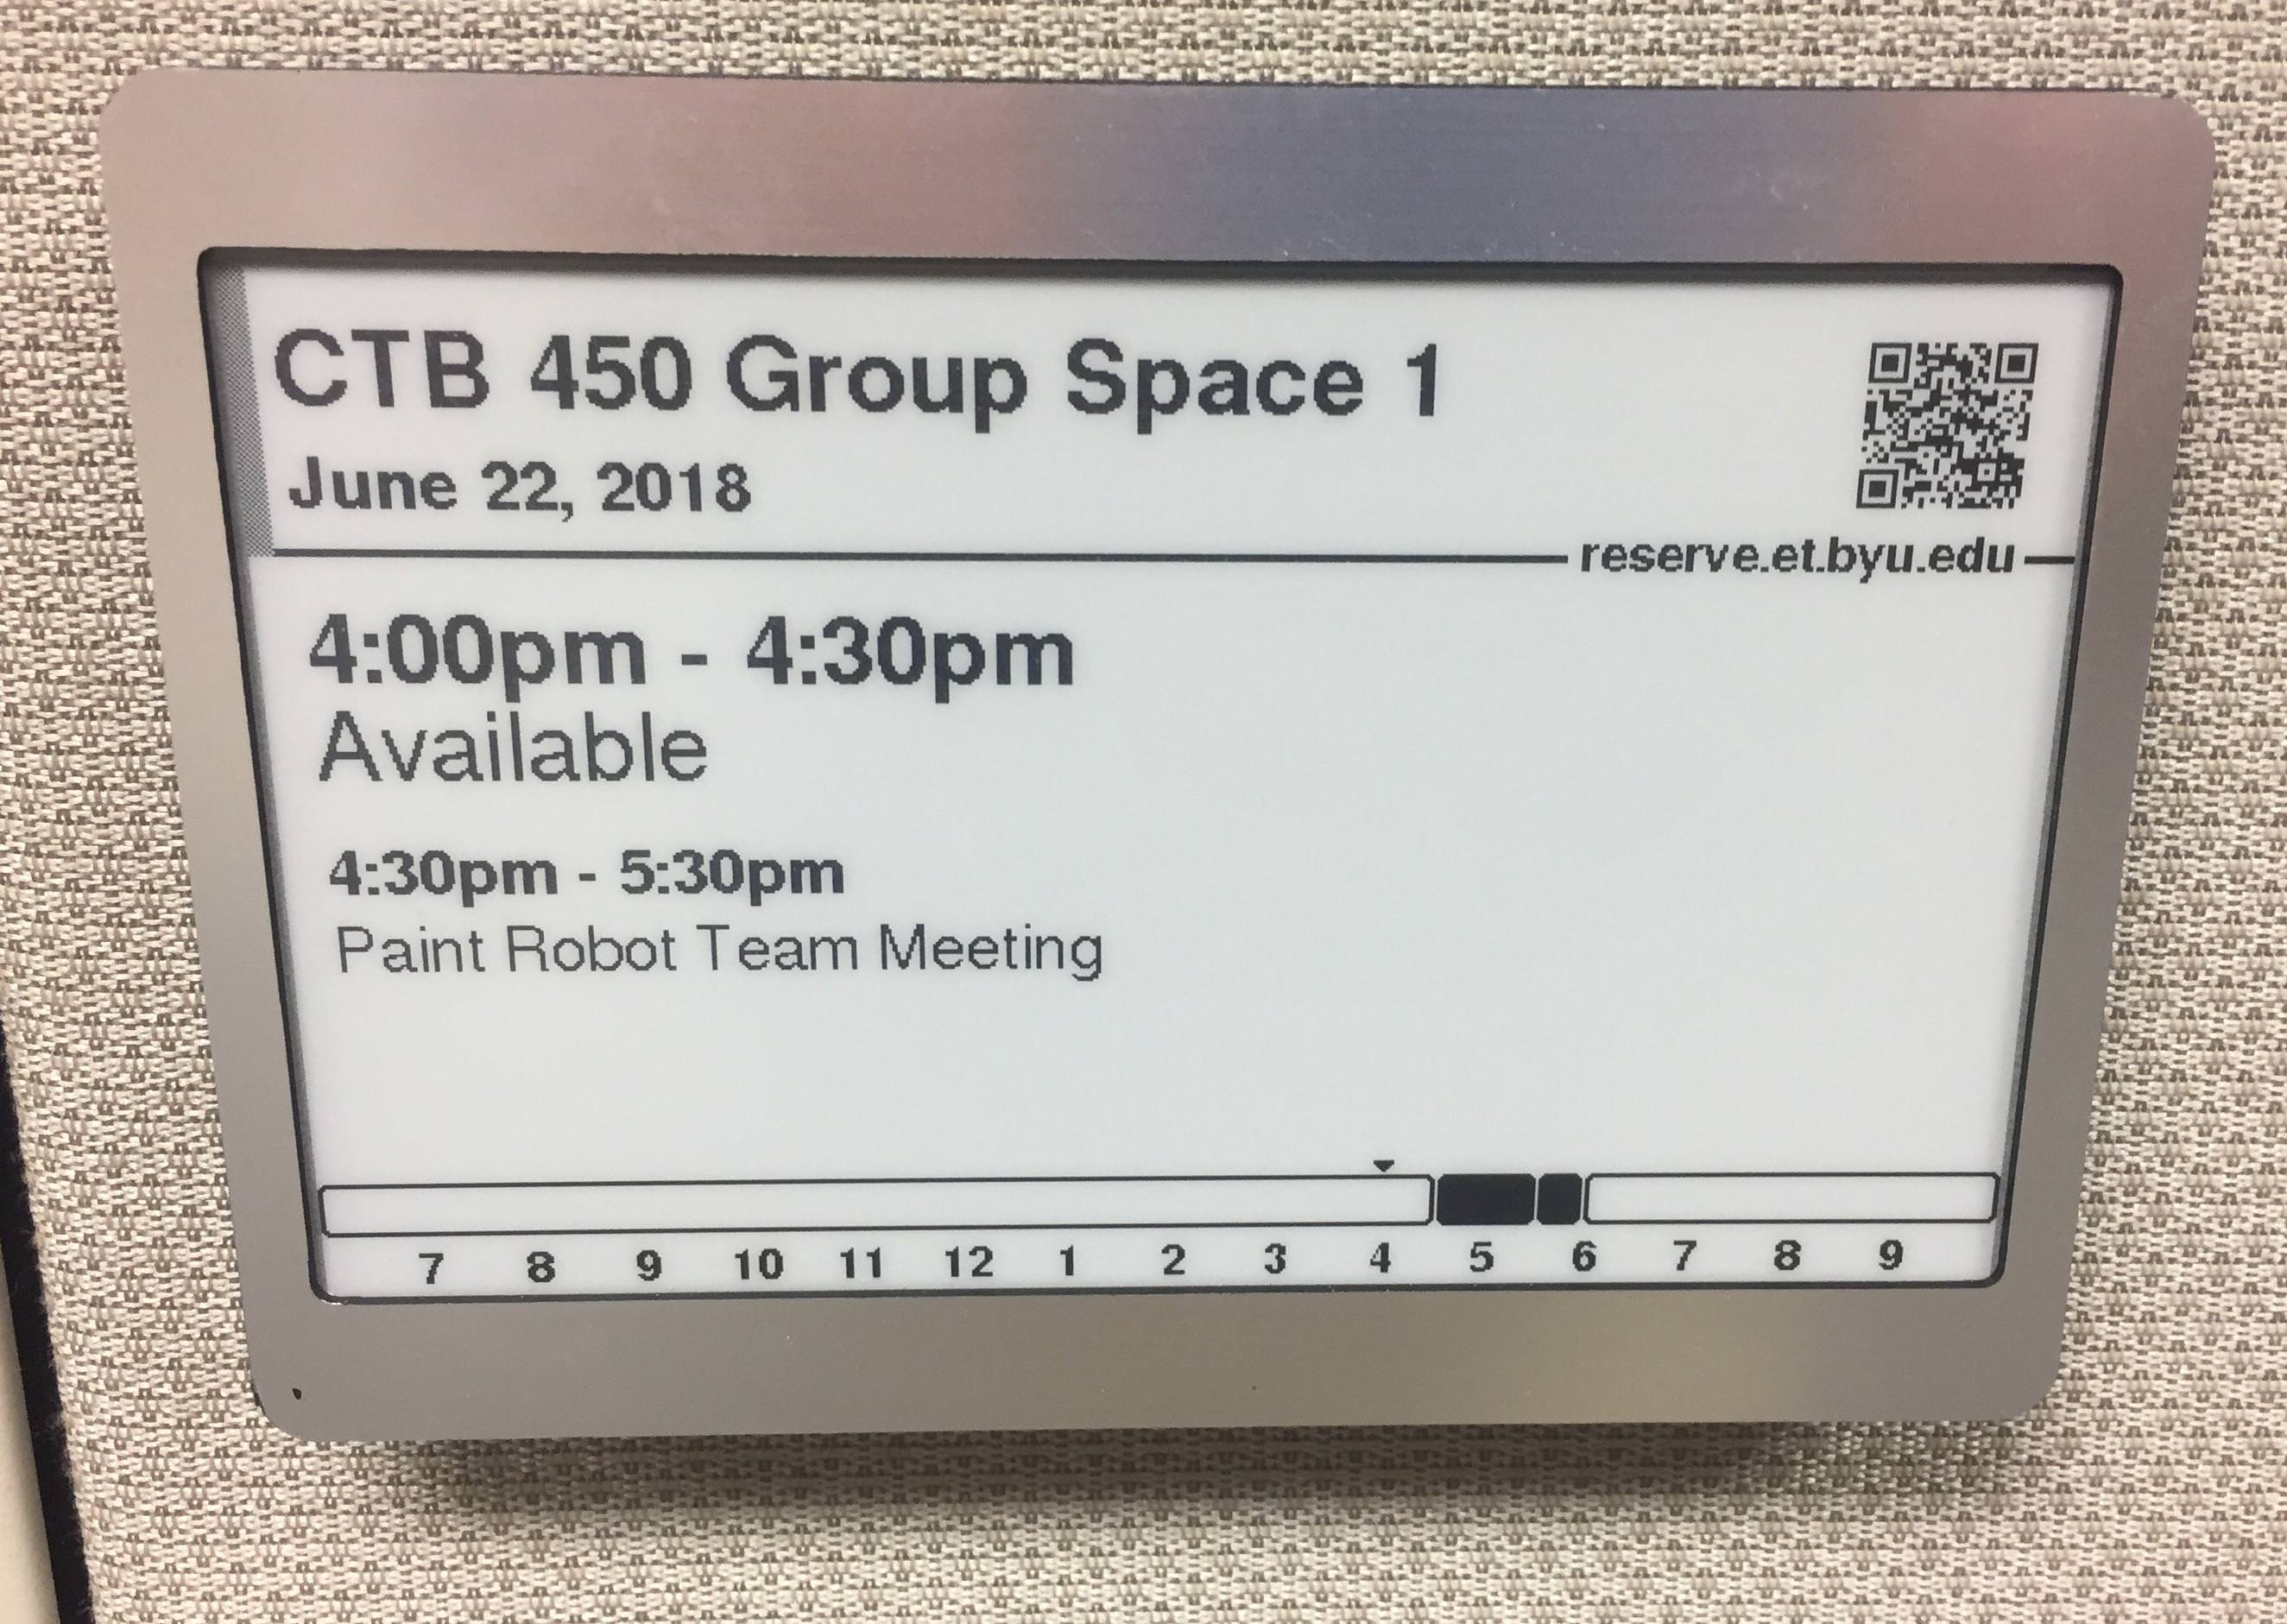 CTB 450 Group Space 1
June 22, 2018
reserve.et.byu.edu
4:00pm - 4:30pm
Available
4:30pm - 5:30pm
Paint Robot Team Meeting
7 8 9 10 11 12 1 2 3 4 5 6 7 8 9